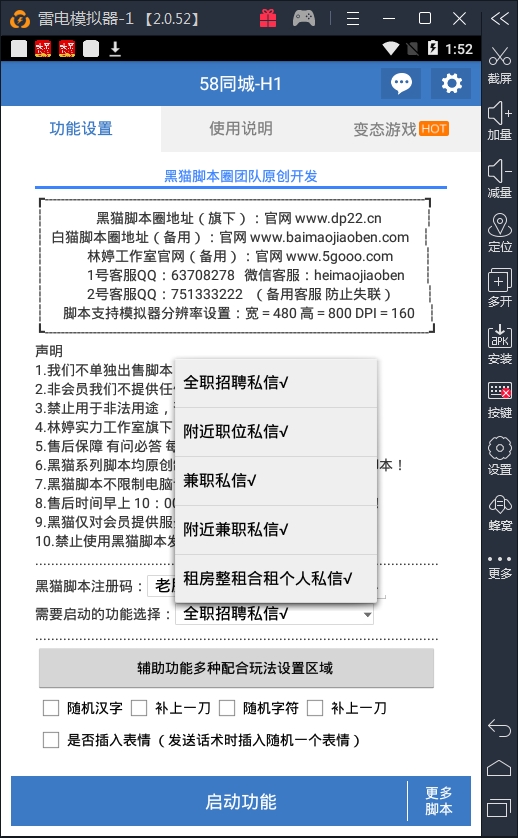 雷电模拟器-1 【2.0.52】
1:52
58同城-H1
功能设置
使用说明
变态游戏 HOT
黑猫脚本圈团队原创开发
黑猫脚本圈地址（旗下）：官网 www.dp22.cn
白猫脚本圈地址（备用）：官网 www.baimaojiaoben.com
林婷工作室官网（备用）：官网 www.5gooo.com
1号客服QQ：63708278 微信客服：heimaojiaoben
2号客服QQ：751333222 （备用客服 防止失联）
脚本支持模拟器分辨率设置：宽 = 480 高 = 800 DPI = 160
声明
1.我们不单独出售脚本
2.非会员我们不提供任
3.禁止用于非法用途，
4.林婷实力工作室旗下
5.售后保障 有问必答
6.黑猫系列脚本均原创 本！
7.黑猫脚本不限制电脑
8.售后时间早上 10：00
9.黑猫仅对会员提供服
10.禁止使用黑猫脚本发
全职招聘私信√
附近职位私信√
兼职私信√
附近兼职私信√
租房整租合租个人私信√
黑猫脚本注册码：
需要启动的功能选择： 全职招聘私信√
辅助功能多种配合玩法设置区域
随机汉字 补上一刀 随机字符 补上一刀
是否插入表情（发送话术时插入随机一个表情）
启动功能
更多
脚本
截屏
加量
减量
定位
多开
APK
安装
按键
设置
蜂窝
更多